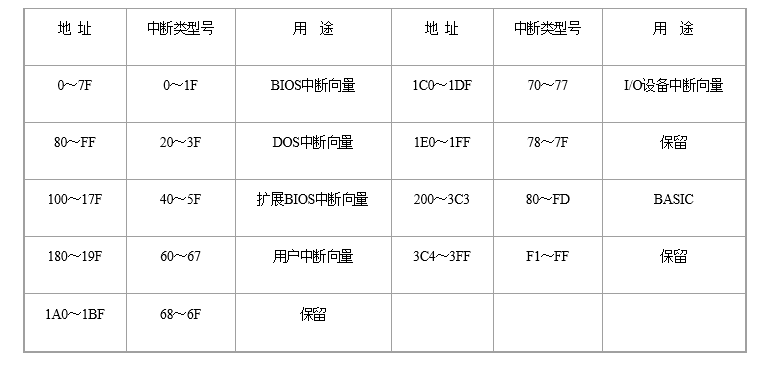 地 址 中断类型号 用 途 地 址 中断类型号 用 途
0～7F 0～1F BIOS中断向量 1C0～1DF 70～77 I/O设备中断向量
80～FF 20～3F DOS中断向量 1E0～1FF 78～7F 保留
100～17F 40～5F 扩展BIOS中断向量 200～3C3 80～FD BASIC
180～19F 60～67 用户中断向量 3C4～3FF F1～FF 保留
1A0～1BF 68～6F 保留